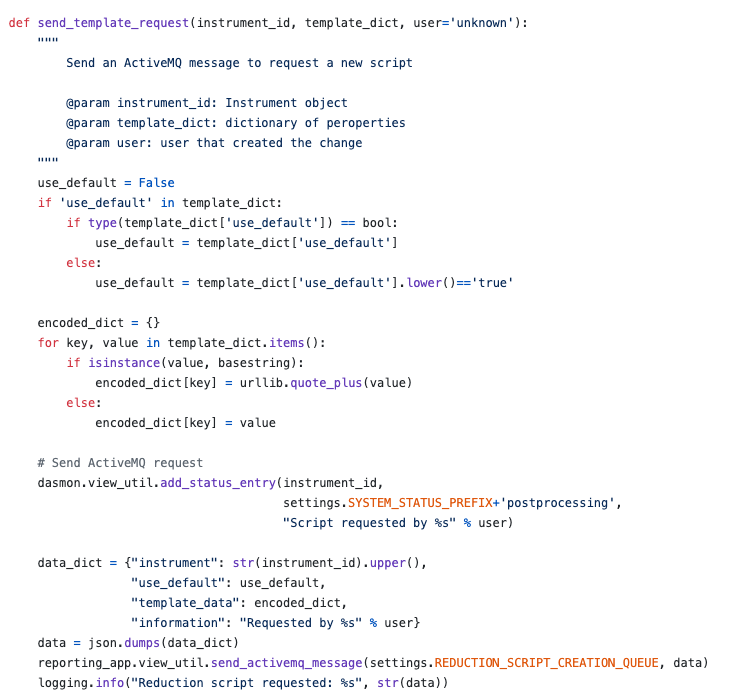 def send_template_request(instrument_id, template_dict, user='unknown'):
    """
        Send an ActiveMQ message to request a new script

        @param instrument_id: Instrument object
        @param template_dict: dictionary of peroperties
        @param user: user that created the change
    """
    use_default = False
    if 'use_default' in template_dict:
        if type(template_dict['use_default']) == bool:
            use_default = template_dict['use_default']
        else:
            use_default = template_dict['use_default'].lower()=='true'

    encoded_dict = {}
    for key, value in template_dict.items():
        if isinstance(value, basestring):
            encoded_dict[key] = urllib.quote_plus(value)
        else:
            encoded_dict[key] = value

    # Send ActiveMQ request
    dasmon.view_util.add_status_entry(instrument_id,
                                      settings.SYSTEM_STATUS_PREFIX+'postprocessing',
                                      "Script requested by %s" % user)

    data_dict = {"instrument": str(instrument_id).upper(),
                 "use_default": use_default,
                 "template_data": encoded_dict,
                 "information": "Requested by %s" % user}
    data = json.dumps(data_dict)
    reporting_app.view_util.send_activemq_message(settings.REDUCTION_SCRIPT_CREATION_QUEUE, data)
    logging.info("Reduction script requested: %s", str(data))